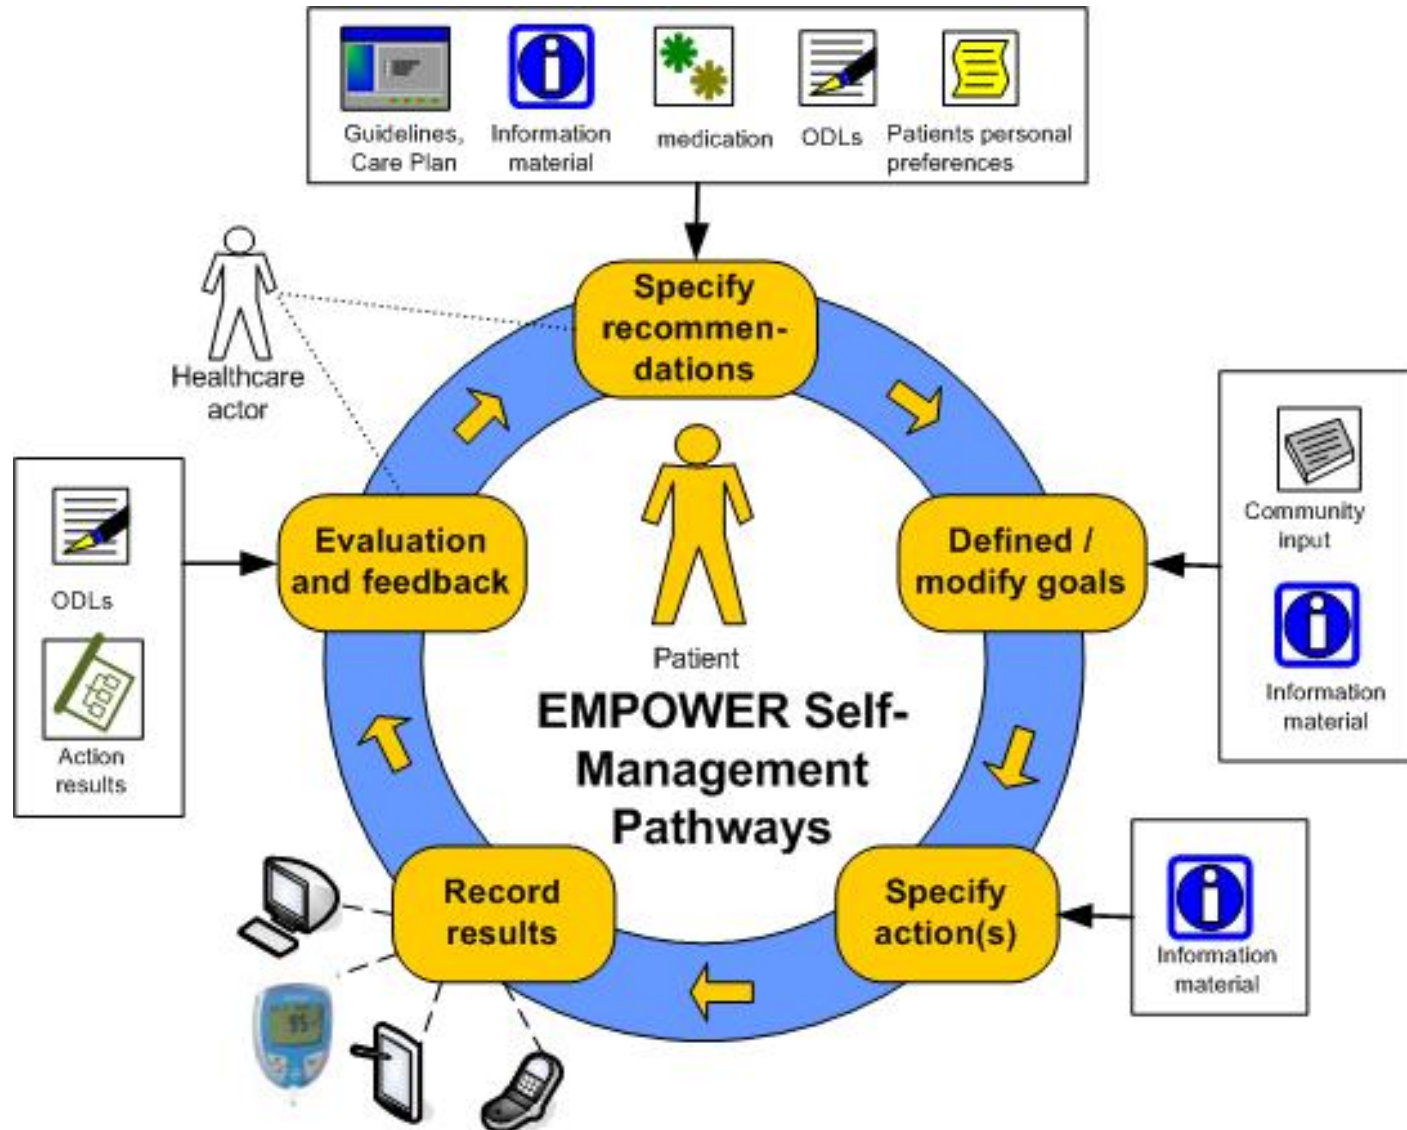 Guidelines,
Care Plan
Information
material
medication
ODLs
Patients personal
preferences
Healthcare
actor
Specify
recommen-
dations
Evaluation
and feedback
Defined /
modify goals
Community
input
Information
material
ODLs
Action
results
Patient
EMPOWER Self-
Management
Pathways
Record
results
Specify
action(s)
Information
material
95